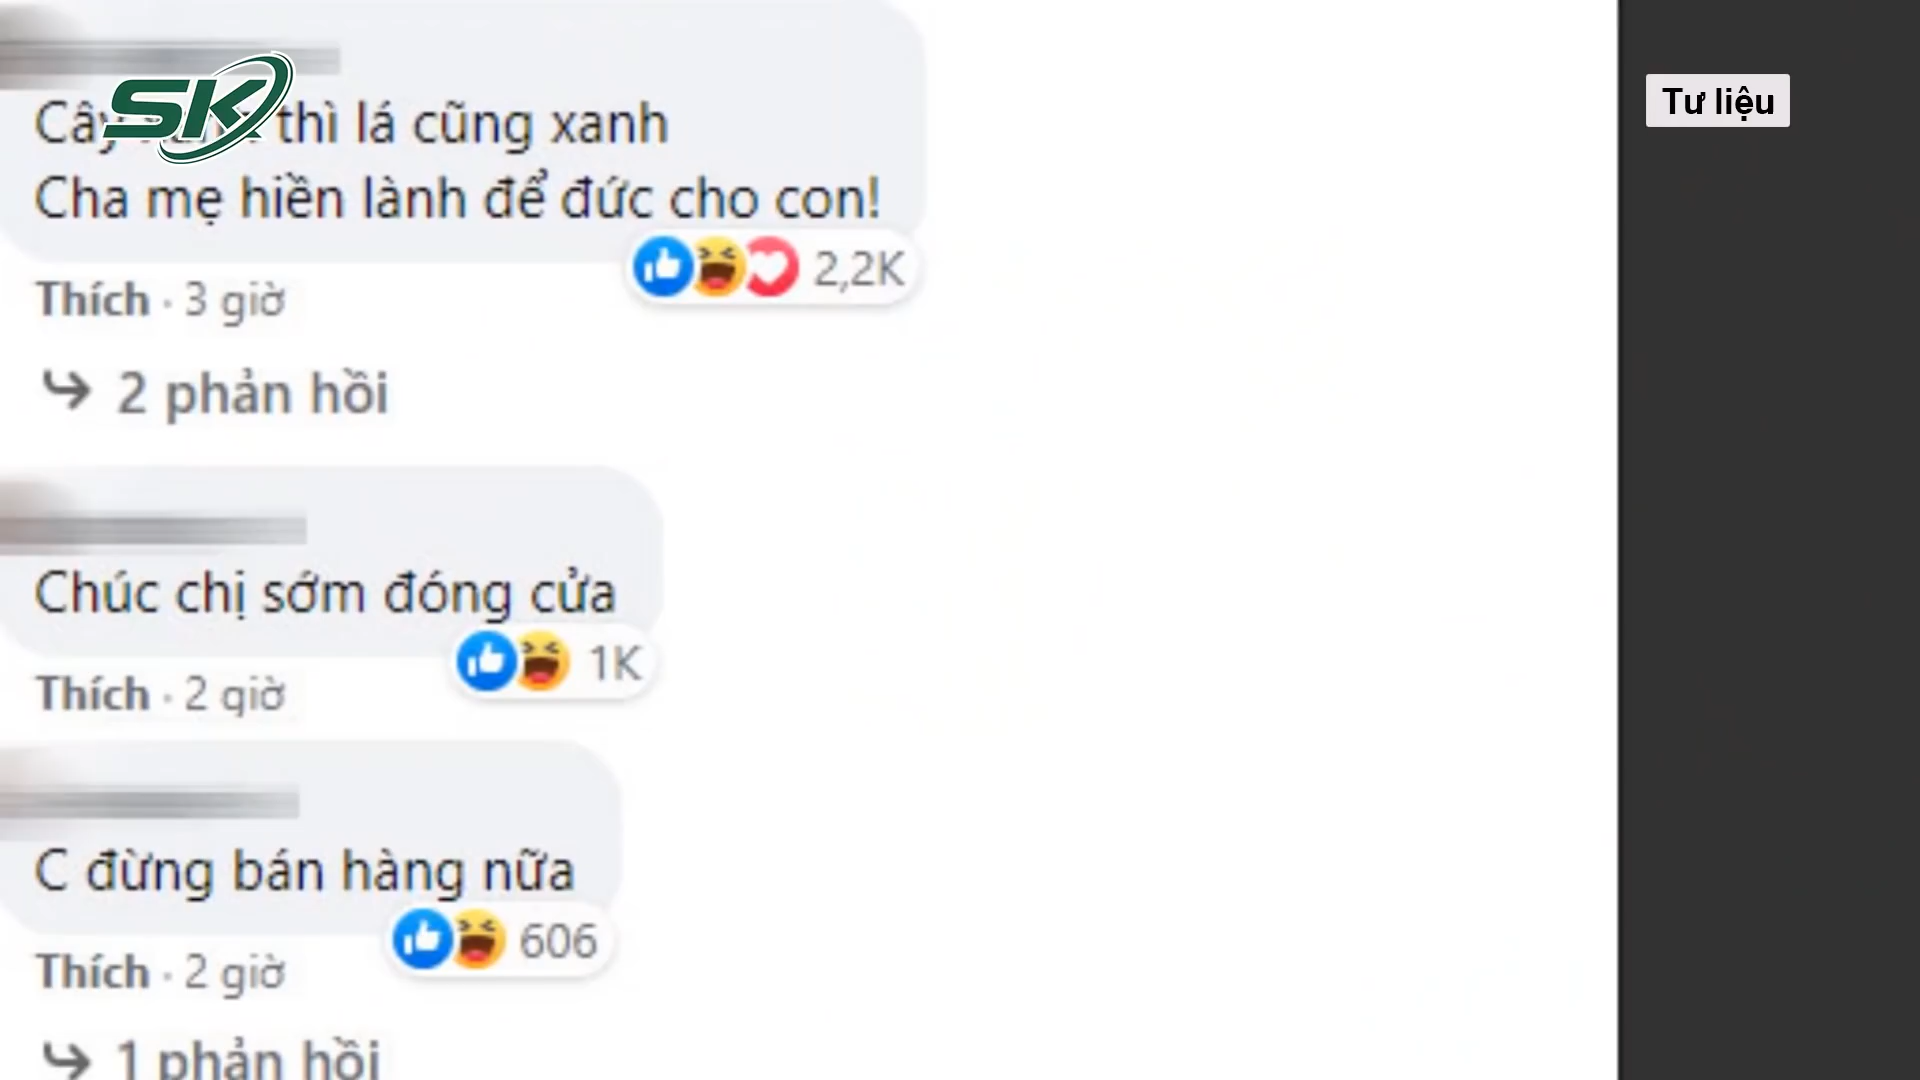 SK
Tư liệu
Cây thì lá cũng xanh
Cha mẹ hiền lành để đức cho con!
2,2K
Thích · 3 giờ
2 phản hồi
Chúc chị sớm đóng cửa
1K
Thích · 2 giờ
C đừng bán hàng nữa
606
Thích · 2 giờ
1 phản hồi